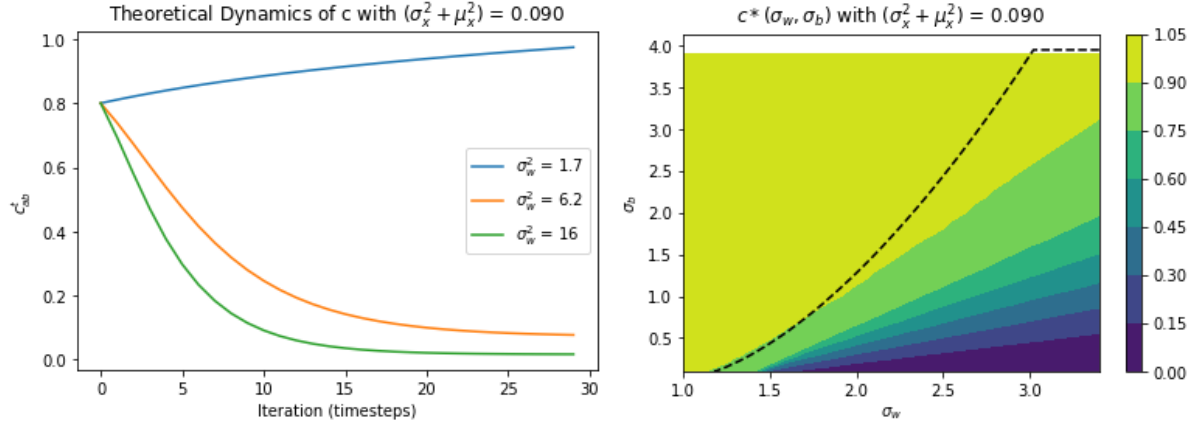 Theoretical Dynamics of c with (σ_x^2 + μ_x^2) = 0.090
1.0
0.8
0.6
0.4
0.2
0.0
c_{ab}^t
σ_w^2 = 1.7
σ_w^2 = 6.2
σ_w^2 = 16
0 5 10 15 20 25 30
Iteration (timesteps)
c*(σ_w, σ_b) with (σ_x^2 + μ_x^2) = 0.090
4.0
3.5
3.0
2.5
2.0
1.5
1.0
0.5
σ_b
1.0 1.5 2.0 2.5 3.0
σ_w
1.05
0.90
0.75
0.60
0.45
0.30
0.15
0.00